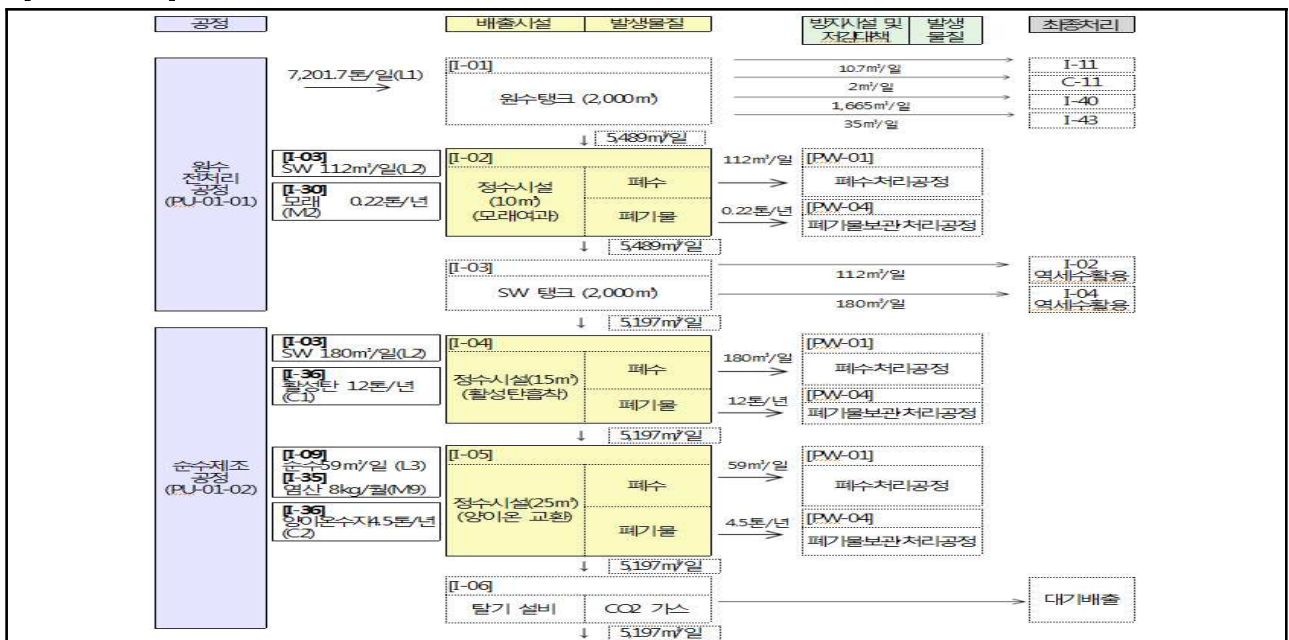 공정
배출시설
발생물질
방지시설 및
저감대책
발생
물질
최종처리
원수
전처리
공정
(PU-01-01)
7,201.7톤/일(L1)
[I-01]
원수탱크 (2,000㎥)
10.7㎥/일
I-11
2㎥/일
C-11
1,665㎥/일
I-40
35㎥/일
I-43
↓ 5,489㎥/일
[I-03]
SW 112㎥/일(L2)
[I-30]
모래 0.22톤/년
(M2)
[I-02]
정수시설
(10㎥)
(모래여과)
폐수
폐기물
112㎥/일
[PW-01]
폐수처리공정
0.22톤/년
[PW-04]
폐기물보관처리공정
↓ 5,489㎥/일
[I-03]
SW 탱크 (2,000㎥)
112㎥/일
I-02
역세수활용
180㎥/일
I-04
역세수활용
↓ 5,197㎥/일
순수제조
공정
(PU-01-02)
[I-03]
SW 180㎥/일(L2)
[I-36]
활성탄 12톤/년
(C1)
[I-04]
정수시설(15㎥)
(활성탄흡착)
폐수
폐기물
180㎥/일
[PW-01]
폐수처리공정
12톤/년
[PW-04]
폐기물보관처리공정
↓ 5,197㎥/일
[I-09]
순수59㎥/일 (L3)
[I-35]
염산 8kg/월(M9)
[I-36]
양이온수지4.5톤/년
(C2)
[I-05]
정수시설(25㎥)
(양이온 교환)
폐수
폐기물
59㎥/일
[PW-01]
폐수처리공정
4.5톤/년
[PW-04]
폐기물보관처리공정
↓ 5,197㎥/일
[I-06]
탈기 설비
CO2 가스
대기배출
↓ 5,197㎥/일